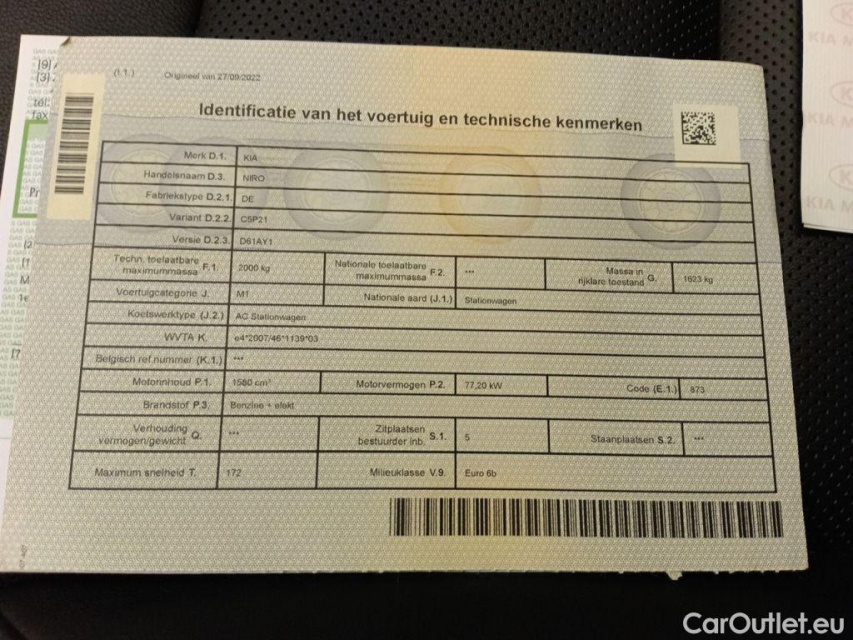 (I.1.) Origineel van 27/09/2022
Identificatie van het voertuig en technische kenmerken
Merk D.1. KIA
Handelsnaam D.3. NIRO
Fabriekstype D.2.1. DE
Variant D.2.2. C5P21
Versie D.2.3. D61AY1
Techn. toelaatbare maximummassa F.1. 2000 kg Nationale toelaatbare maximummassa F.2. *** Massa in rijklare toestand G. 1623 kg
Voertuigcategorie J. M1 Nationale aard (J.1.) Stationwagen
Koetswerktype (J.2.) AC Stationwagen
WVTA K. e4*2007/46*1139*03
Belgisch ref.nummer (K.1.) ***
Motorinhoud P.1. 1580 cm³ Motorvermogen P.2. 77,20 kW Code (E.1.) 873
Brandstof P.3. Benzine + elekt
Verhouding vermogen/gewicht Q. *** Zitplaatsen bestuurder inb. S.1. 5 Staanplaatsen S.2. ***
Maximum snelheid T. 172 Milieuklasse V.9. Euro 6b
KIA M
KIA M
KIA M
CarOutlet.eu